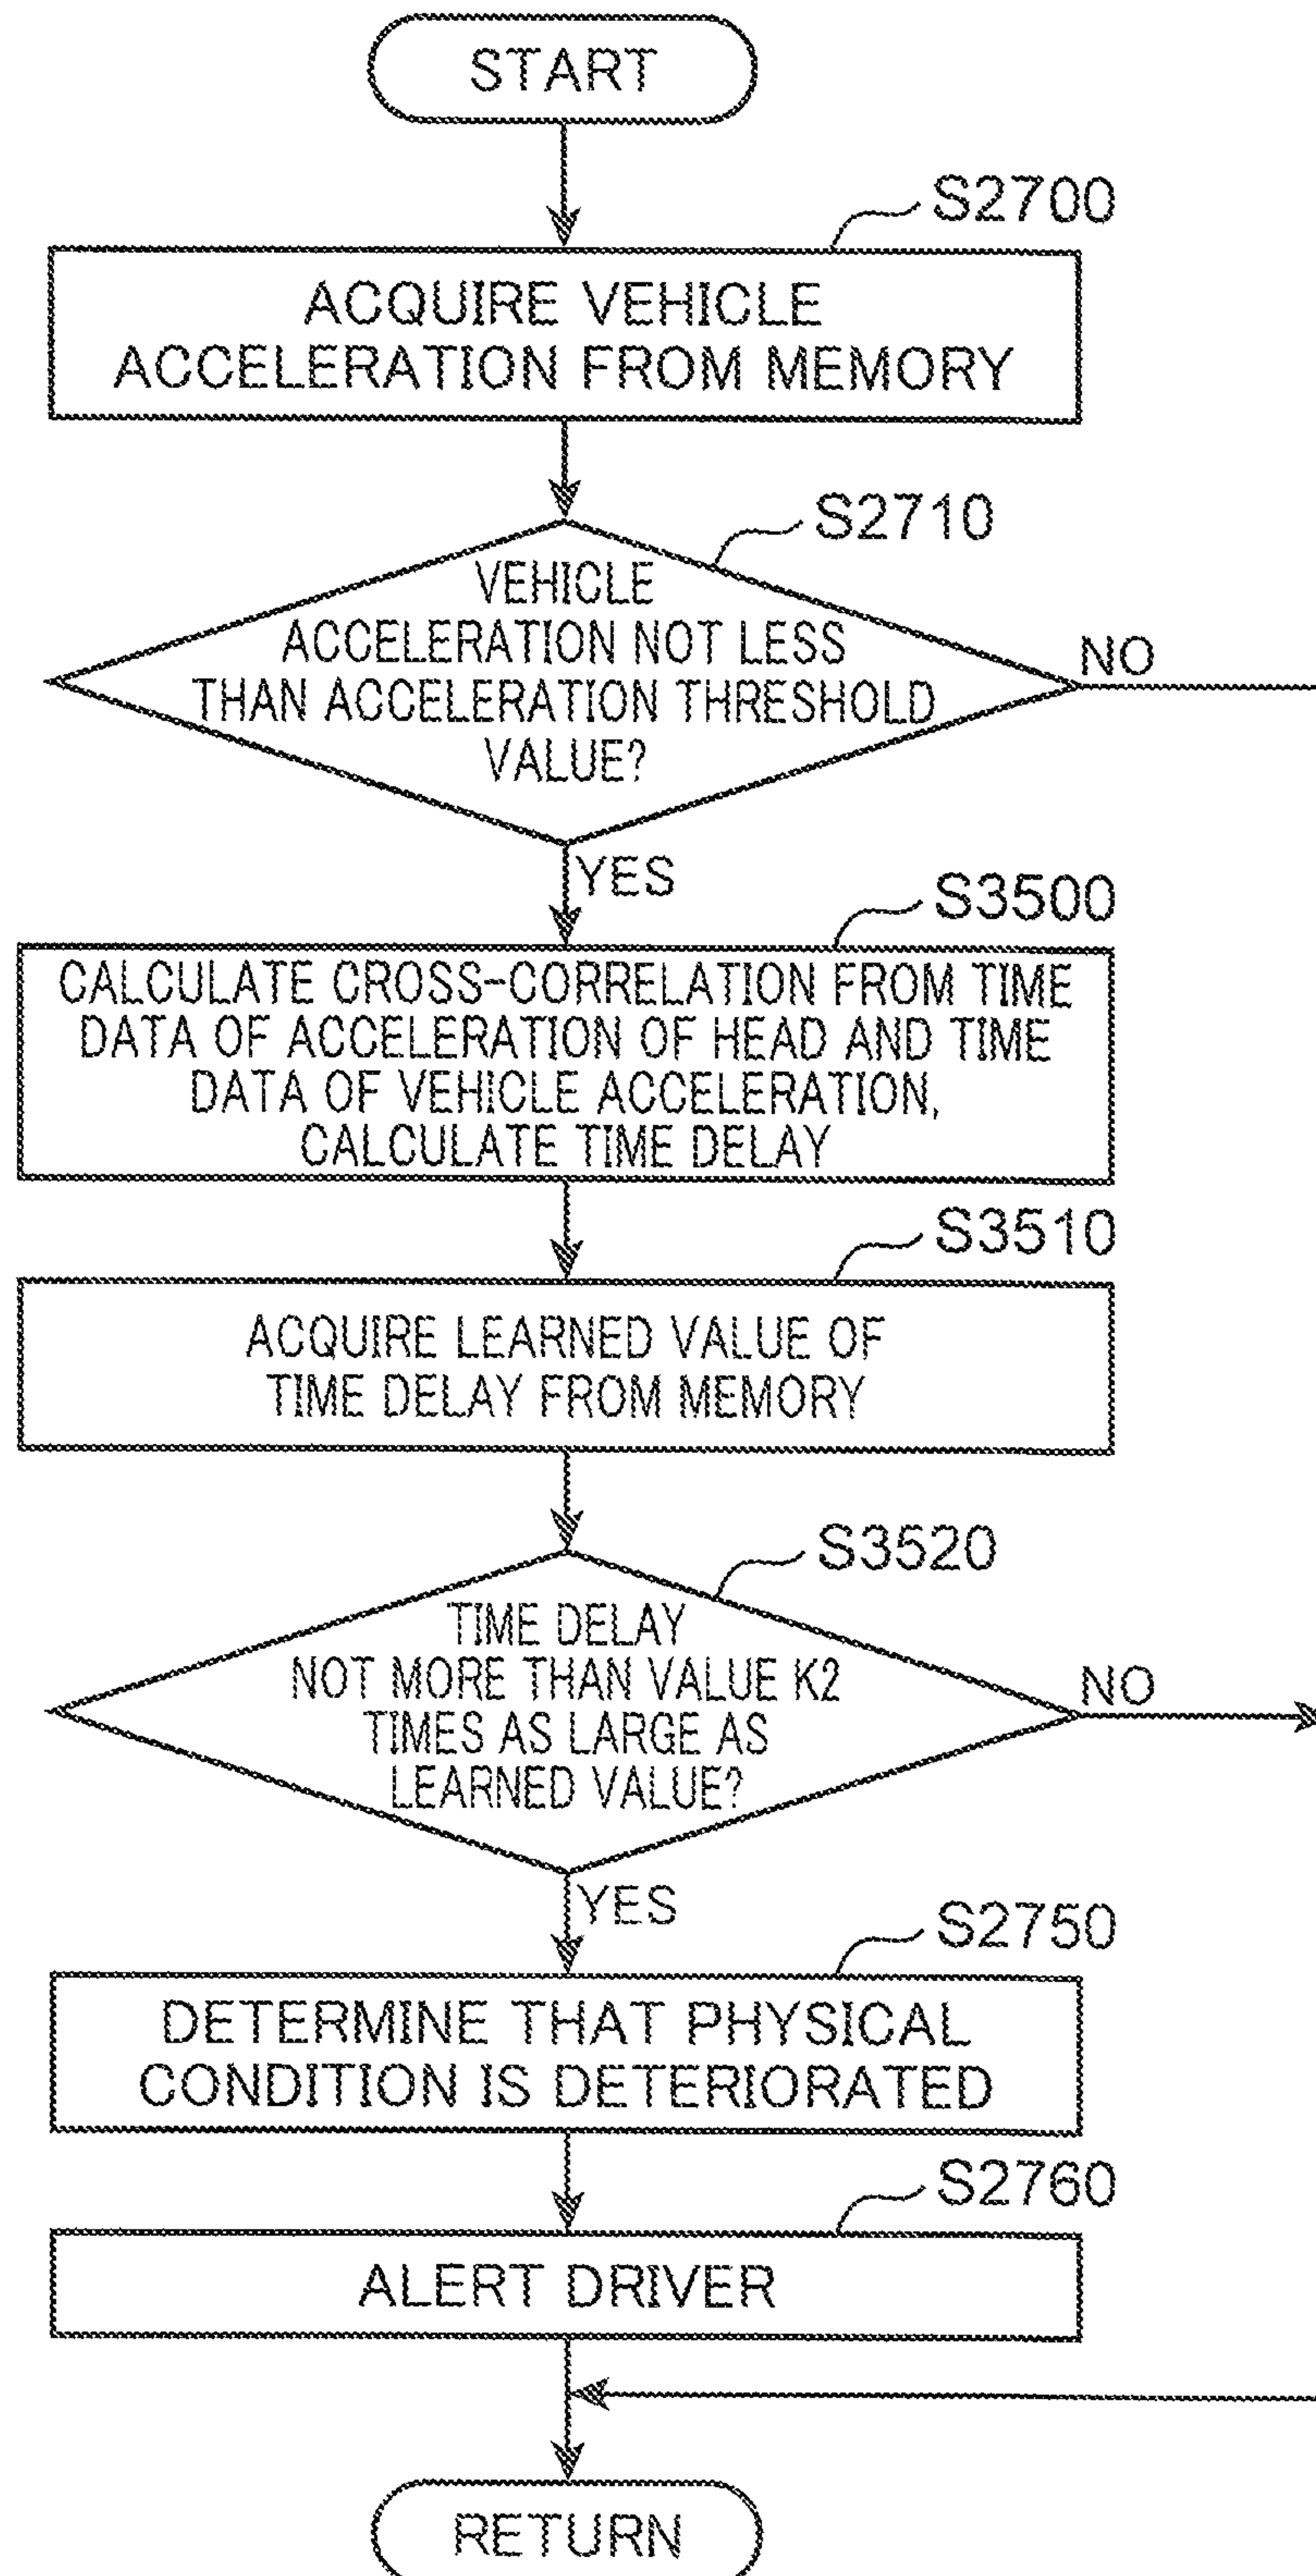 START
S2700
ACQUIRE VEHICLE
ACCELERATION FROM MEMORY
S2710
VEHICLE
ACCELERATION NOT LESS
THAN ACCELERATION THRESHOLD
VALUE?
NO
YES
S3500
CALCULATE CROSS-CORRELATION FROM TIME
DATA OF ACCELERATION OF HEAD AND TIME
DATA OF VEHICLE ACCELERATION,
CALCULATE TIME DELAY
S3510
ACQUIRE LEARNED VALUE OF
TIME DELAY FROM MEMORY
S3520
TIME DELAY
NOT MORE THAN VALUE K2
TIMES AS LARGE AS
LEARNED VALUE?
NO
YES
S2750
DETERMINE THAT PHYSICAL
CONDITION IS DETERIORATED
S2760
ALERT DRIVER
RETURN